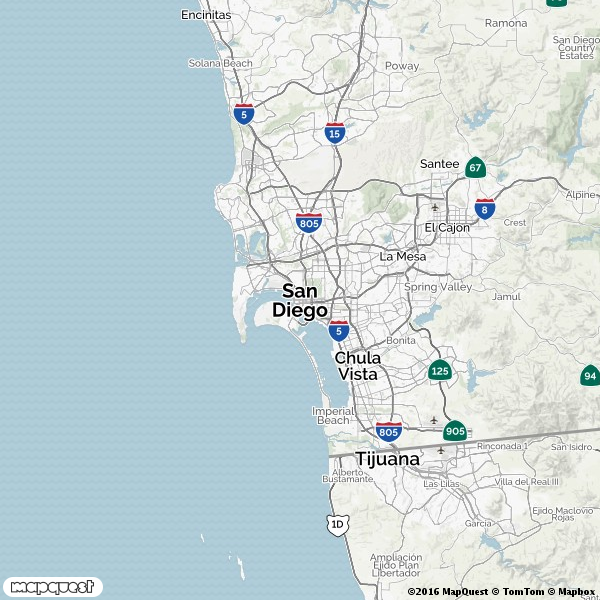 Encinitas
Ramona
San Diego
Country
Estates
Solana Beach
Poway
5
15
Santee
67
Alpine
8
805
Crest
El Cajon
La Mesa
Spring Valley
San
Diego
Jamul
5
Bonita
Chula
Vista
125
94
Imperial
Beach
805
905
Rinconada 1
San Isidro
Tijuana
Alberto
Bustamante
Las Lilas
Villa del Real III
Ejido Maclovio
Rojas
1D
García
Ampliación
Ejido Plan
Libertador
mapquest
©2016 MapQuest © TomTom © Mapbox